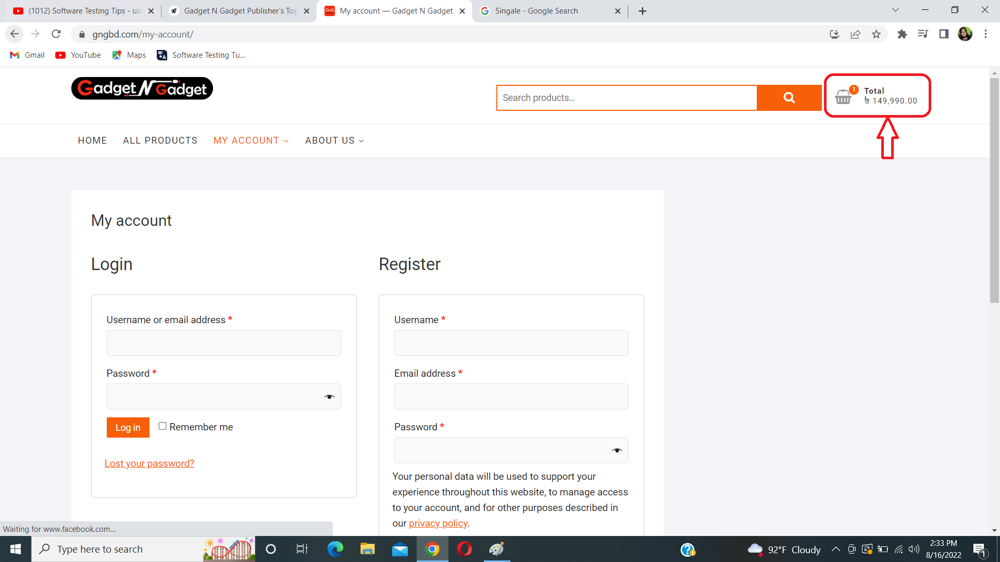 (1012) Software Testing Tips - usi
Gadget N Gadget Publisher's Top
GnG My account — Gadget N Gadget
Singale - Google Search
gngbd.com/my-account/
Gmail YouTube Maps Software Testing Tu...
Gadget N Gadget
Search products...
1
Total
৳ 149,990.00
HOME ALL PRODUCTS MY ACCOUNT ABOUT US
My account
Login
Username or email address *
Password *
Log in Remember me
Lost your password?
Register
Username *
Email address *
Password *
Your personal data will be used to support your
experience throughout this website, to manage access
to your account, and for other purposes described in
our privacy policy.
Waiting for www.facebook.com...
Type here to search
92°F Cloudy
2:33 PM
8/16/2022
1